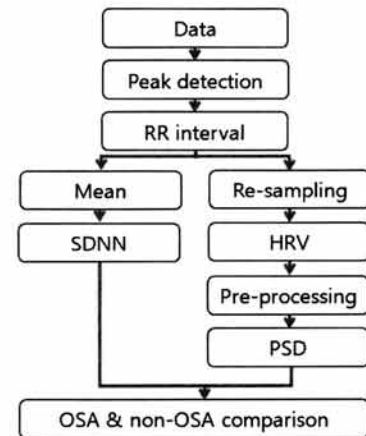 Data
Peak detection
RR interval
Mean
Re-sampling
SDNN
HRV
Pre-processing
PSD
OSA & non-OSA comparison